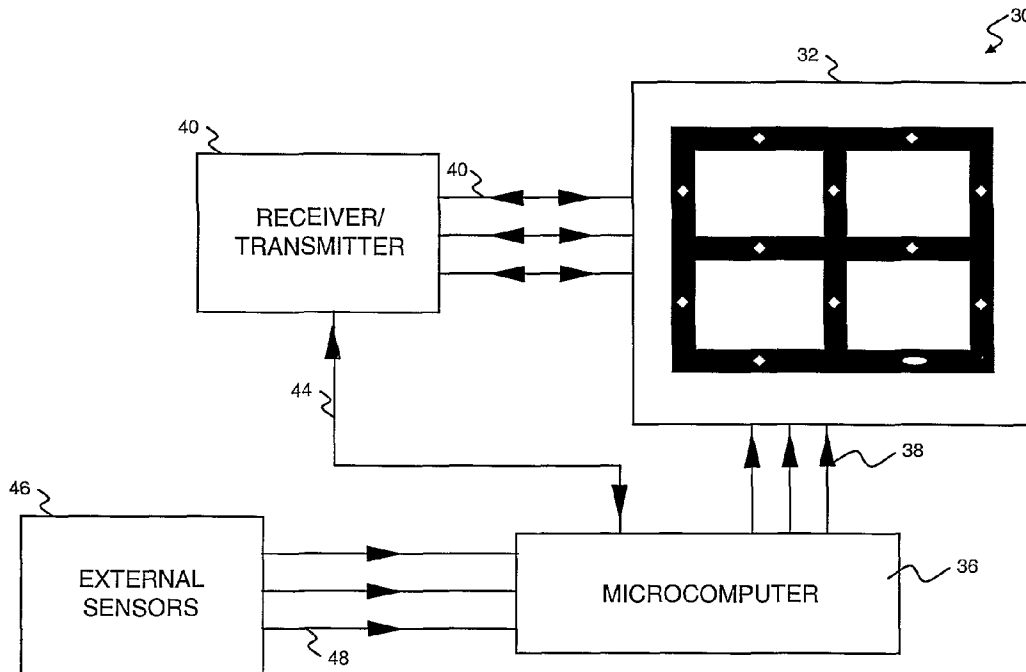 30
32
40
40
RECEIVER/
TRANSMITTER
44
38
46
EXTERNAL
SENSORS
MICROCOMPUTER
36
48